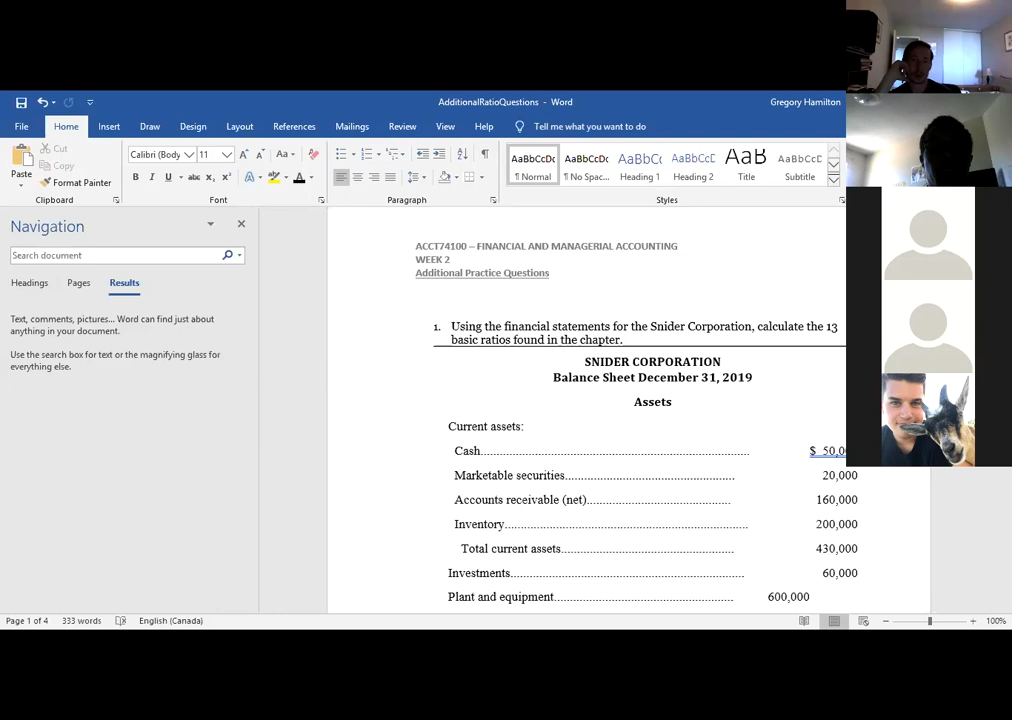 AdditionalRatioQuestions - Word
Gregory Hamilton
File Home Insert Draw Design Layout References Mailings Review View Help Tell me what you want to do
Paste
Cut
Copy
Format Painter
Clipboard
Calibri (Body 11
Font
Paragraph
AaBbCcDc AaBbCcDc AaBbCc AaBbCcD AaB AaBbCcD
¶ Normal ¶ No Spac... Heading 1 Heading 2 Title Subtitle
Styles
Navigation
Search document
Headings Pages Results
Text, comments, pictures... Word can find just about
anything in your document.
Use the search box for text or the magnifying glass for
everything else.
ACCT74100 – FINANCIAL AND MANAGERIAL ACCOUNTING
WEEK 2
Additional Practice Questions
1. Using the financial statements for the Snider Corporation, calculate the 13
basic ratios found in the chapter.
SNIDER CORPORATION
Balance Sheet December 31, 2019
Assets
Current assets:
Cash $ 50,0
Marketable securities 20,000
Accounts receivable (net) 160,000
Inventory 200,000
Total current assets 430,000
Investments 60,000
Plant and equipment 600,000
Page 1 of 4 333 words English (Canada) 100%